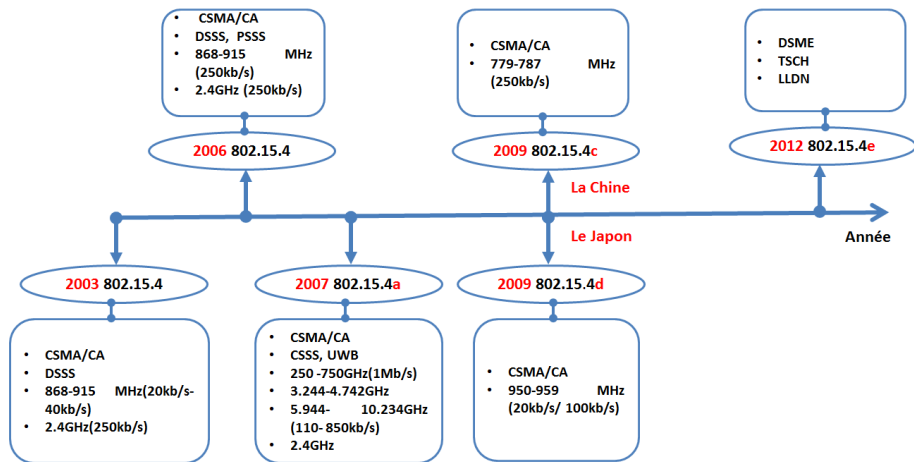 • CSMA/CA
• DSSS, PSSS
• 868-915 MHz
(250kb/s)
• 2.4GHz (250kb/s)
2006 802.15.4
• CSMA/CA
• 779-787 MHz
(250kb/s)
2009 802.15.4c
• DSME
• TSCH
• LLDN
2012 802.15.4e
La Chine
Le Japon
Année
2003 802.15.4
• CSMA/CA
• DSSS
• 868-915 MHz(20kb/s-
40kb/s)
• 2.4GHz(250kb/s)
2007 802.15.4a
• CSMA/CA
• CSSS, UWB
• 250 -750GHz(1Mb/s)
• 3.244-4.742GHz
• 5.944- 10.234GHz
(110- 850kb/s)
• 2.4GHz
2009 802.15.4d
• CSMA/CA
• 950-959 MHz
(20kb/s/ 100kb/s)